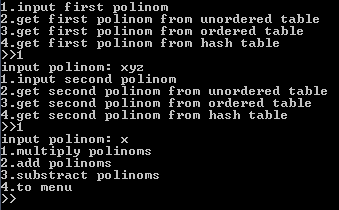 1.input first polinom
2.get first polinom from unordered table
3.get first polinom from ordered table
4.get first polinom from hash table
>>1
input polinom: xyz
1.input second polinom
2.get second polinom from unordered table
3.get second polinom from ordered table
4.get second polinom from hash table
>>1
input polinom: x
1.multiply polinoms
2.add polinoms
3.substract polinoms
4.to menu
>>